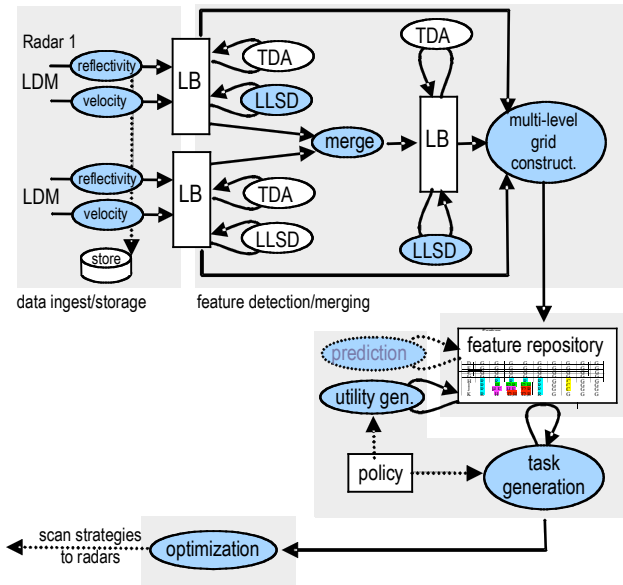 Radar 1
LDM
reflectivity
velocity
LB
TDA
LLSD
merge
TDA
LB
LLSD
multi-level
grid
construct.
LDM
reflectivity
velocity
LB
TDA
LLSD
store
data ingest/storage
feature detection/merging
prediction
feature repository
utility gen.
policy
task
generation
scan strategies
to radars
optimization